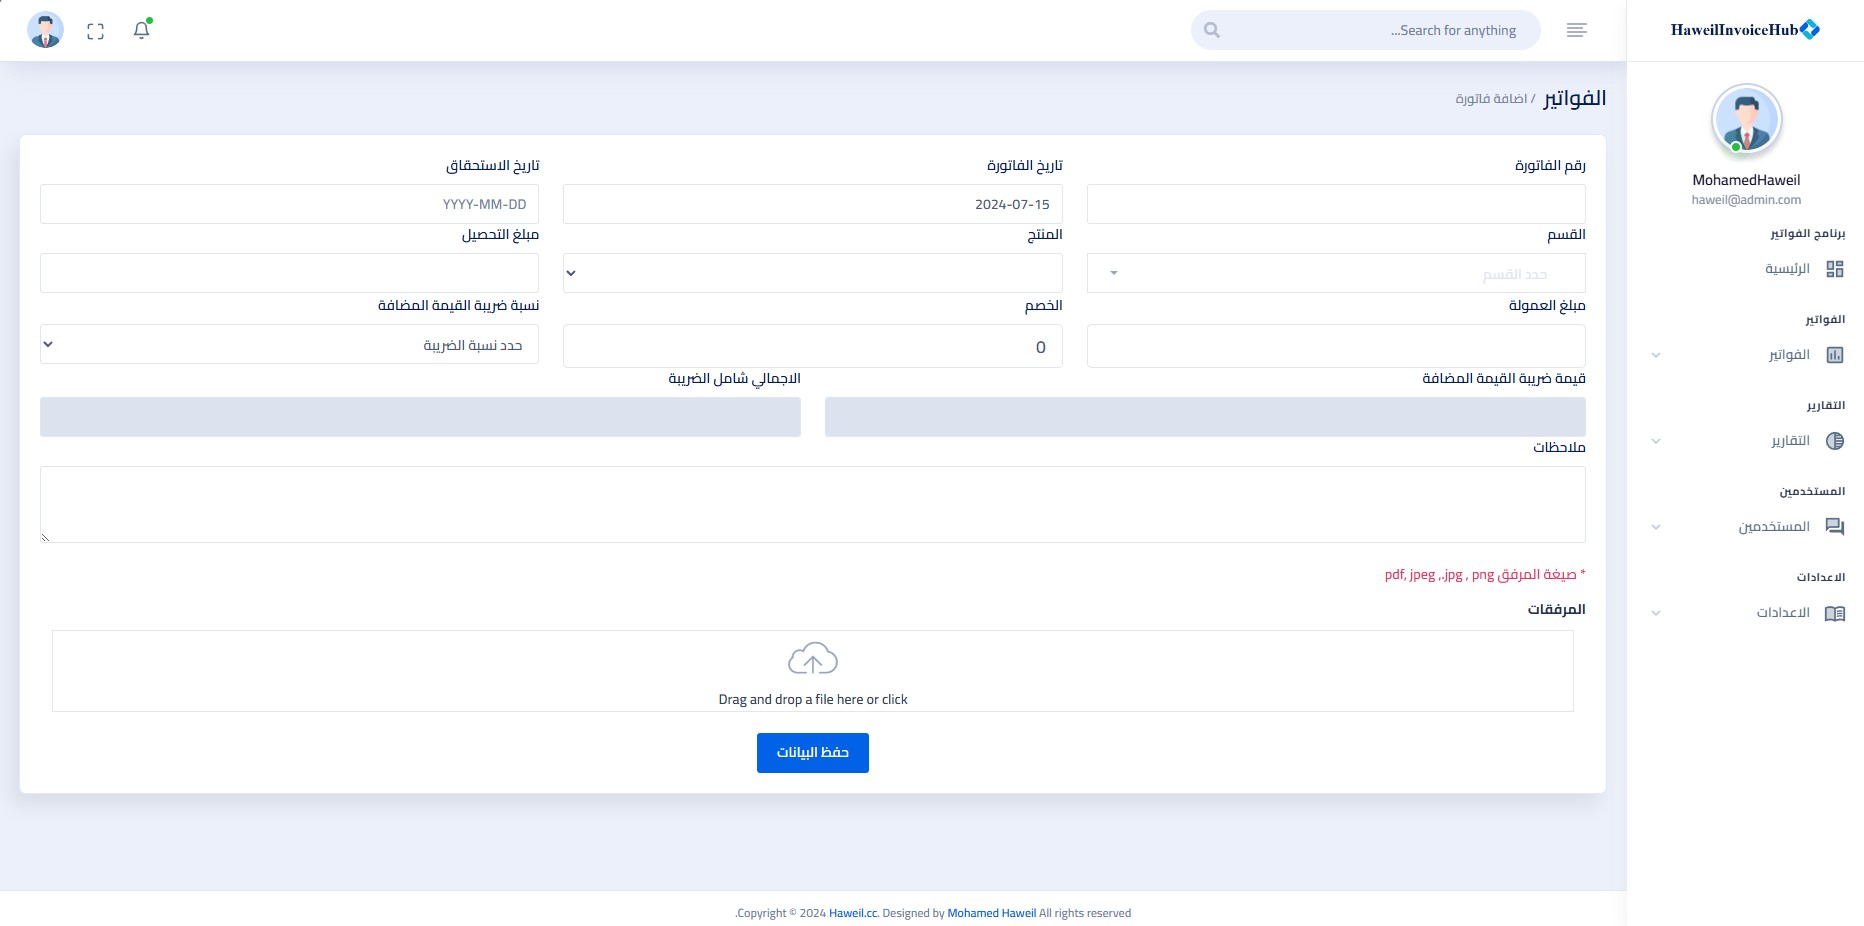 HaweilInvoiceHub
Search for anything...
MohamedHaweil
haweil@admin.com
برنامج الفواتير
الرئيسية
الفواتير
الفواتير
التقارير
التقارير
المستخدمين
المستخدمين
الاعدادات
الاعدادات
الفواتير / اضافة فاتورة
رقم الفاتورة
تاريخ الفاتورة
تاريخ الاستحقاق
2024-07-15
YYYY-MM-DD
القسم
المنتج
مبلغ التحصيل
حدد القسم
مبلغ العمولة
الخصم
نسبة ضريبة القيمة المضافة
0
حدد نسبة الضريبة
قيمة ضريبة القيمة المضافة
الاجمالي شامل الضريبة
ملاحظات
* صيغة المرفق pdf, jpeg ,.jpg , png
المرفقات
Drag and drop a file here or click
حفظ البيانات
.Copyright © 2024 Haweil.cc. Designed by Mohamed Haweil All rights reserved